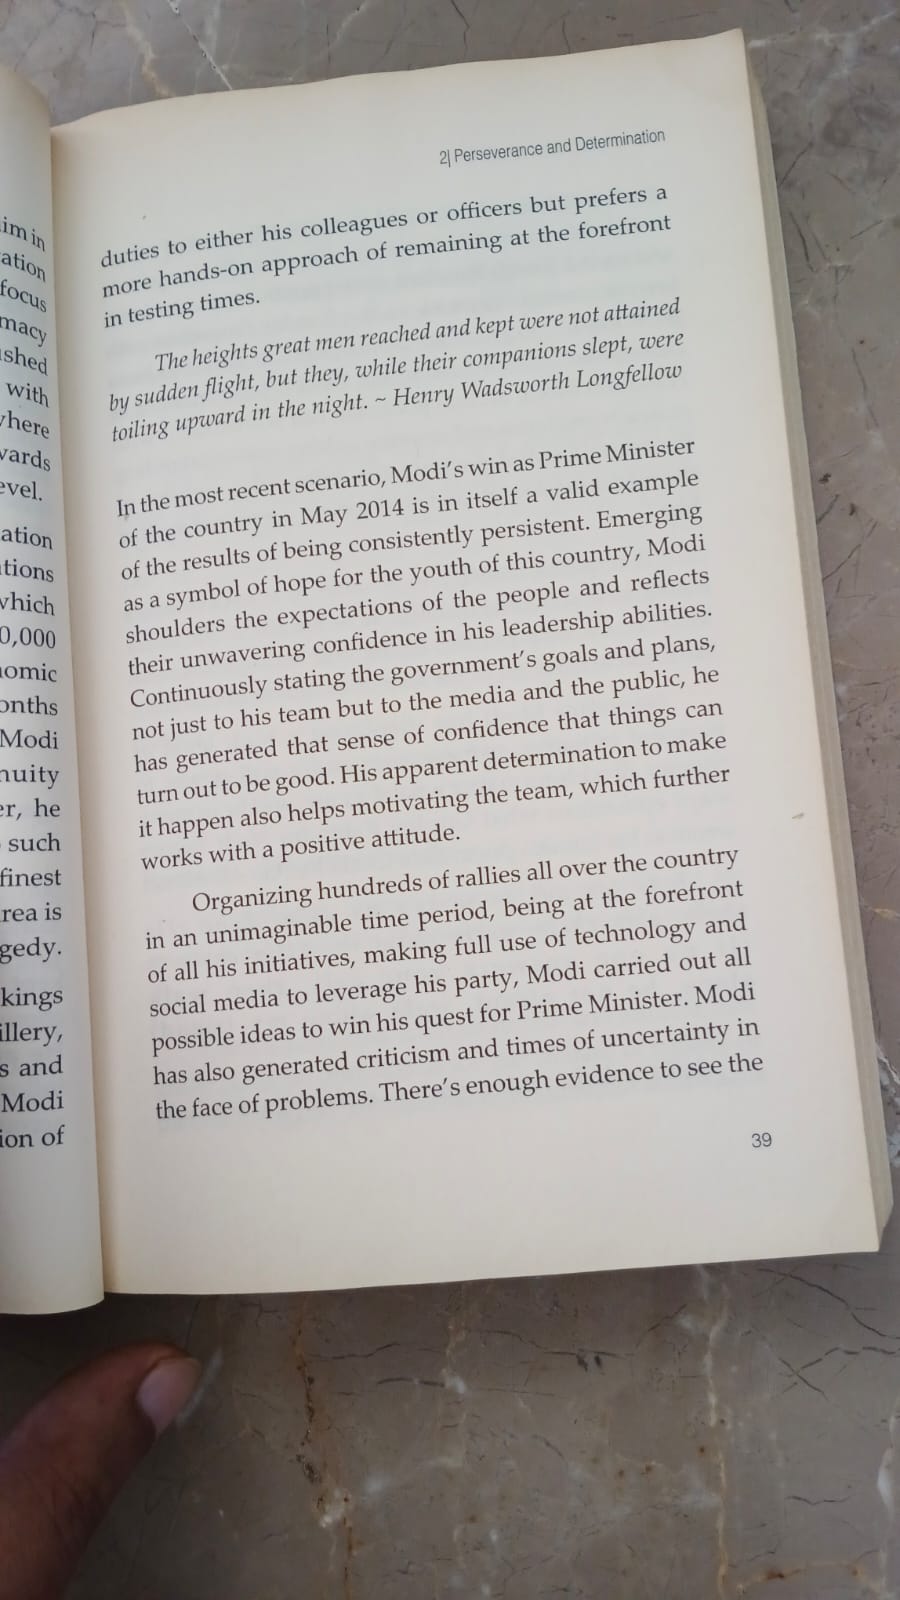 im in
ation
focus
macy
shed
with
where
wards
evel.
ation
tions
which
0,000
nomic
onths
Modi
nuity
er, he
such
finest
rea is
gedy.
kings
illery,
s and
Modi
ion of
2| Perseverance and Determination
duties to either his colleagues or officers but prefers a
more hands-on approach of remaining at the forefront
in testing times.
The heights great men reached and kept were not attained
by sudden flight, but they, while their companions slept, were
toiling upward in the night. ~ Henry Wadsworth Longfellow
In the most recent scenario, Modi's win as Prime Minister
of the country in May 2014 is in itself a valid example
of the results of being consistently persistent. Emerging
as a symbol of hope for the youth of this country, Modi
shoulders the expectations of the people and reflects
their unwavering confidence in his leadership abilities.
Continuously stating the government's goals and plans,
not just to his team but to the media and the public, he
has generated that sense of confidence that things can
turn out to be good. His apparent determination to make
it happen also helps motivating the team, which further
works with a positive attitude.
Organizing hundreds of rallies all over the country
in an unimaginable time period, being at the forefront
of all his initiatives, making full use of technology and
social media to leverage his party, Modi carried out all
possible ideas to win his quest for Prime Minister. Modi
has also generated criticism and times of uncertainty in
the face of problems. There's enough evidence to see the
39